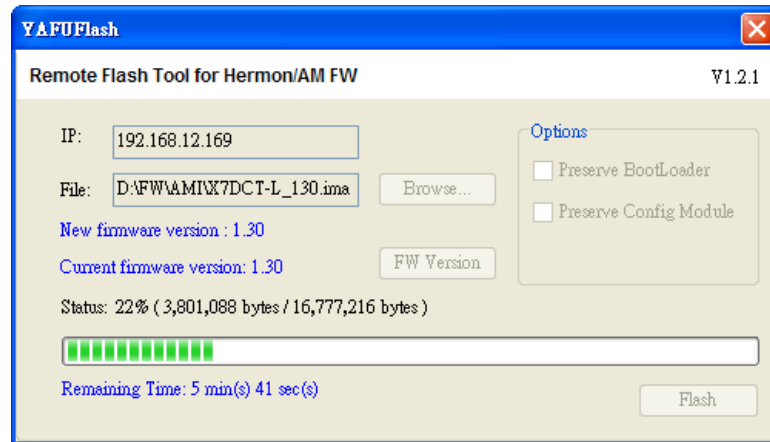 YAFUFlash
Remote Flash Tool for Hermon/AM FW V1.2.1
IP: 192.168.12.169
Options
Preserve BootLoader
File: D:\FW\AMI\X7DCT-L_130.ima Browse...
Preserve Config Module
New firmware version : 1.30
Current firmware version: 1.30 FW Version
Status: 22% ( 3,801,088 bytes / 16,777,216 bytes )
Remaining Time: 5 min(s) 41 sec(s)
Flash